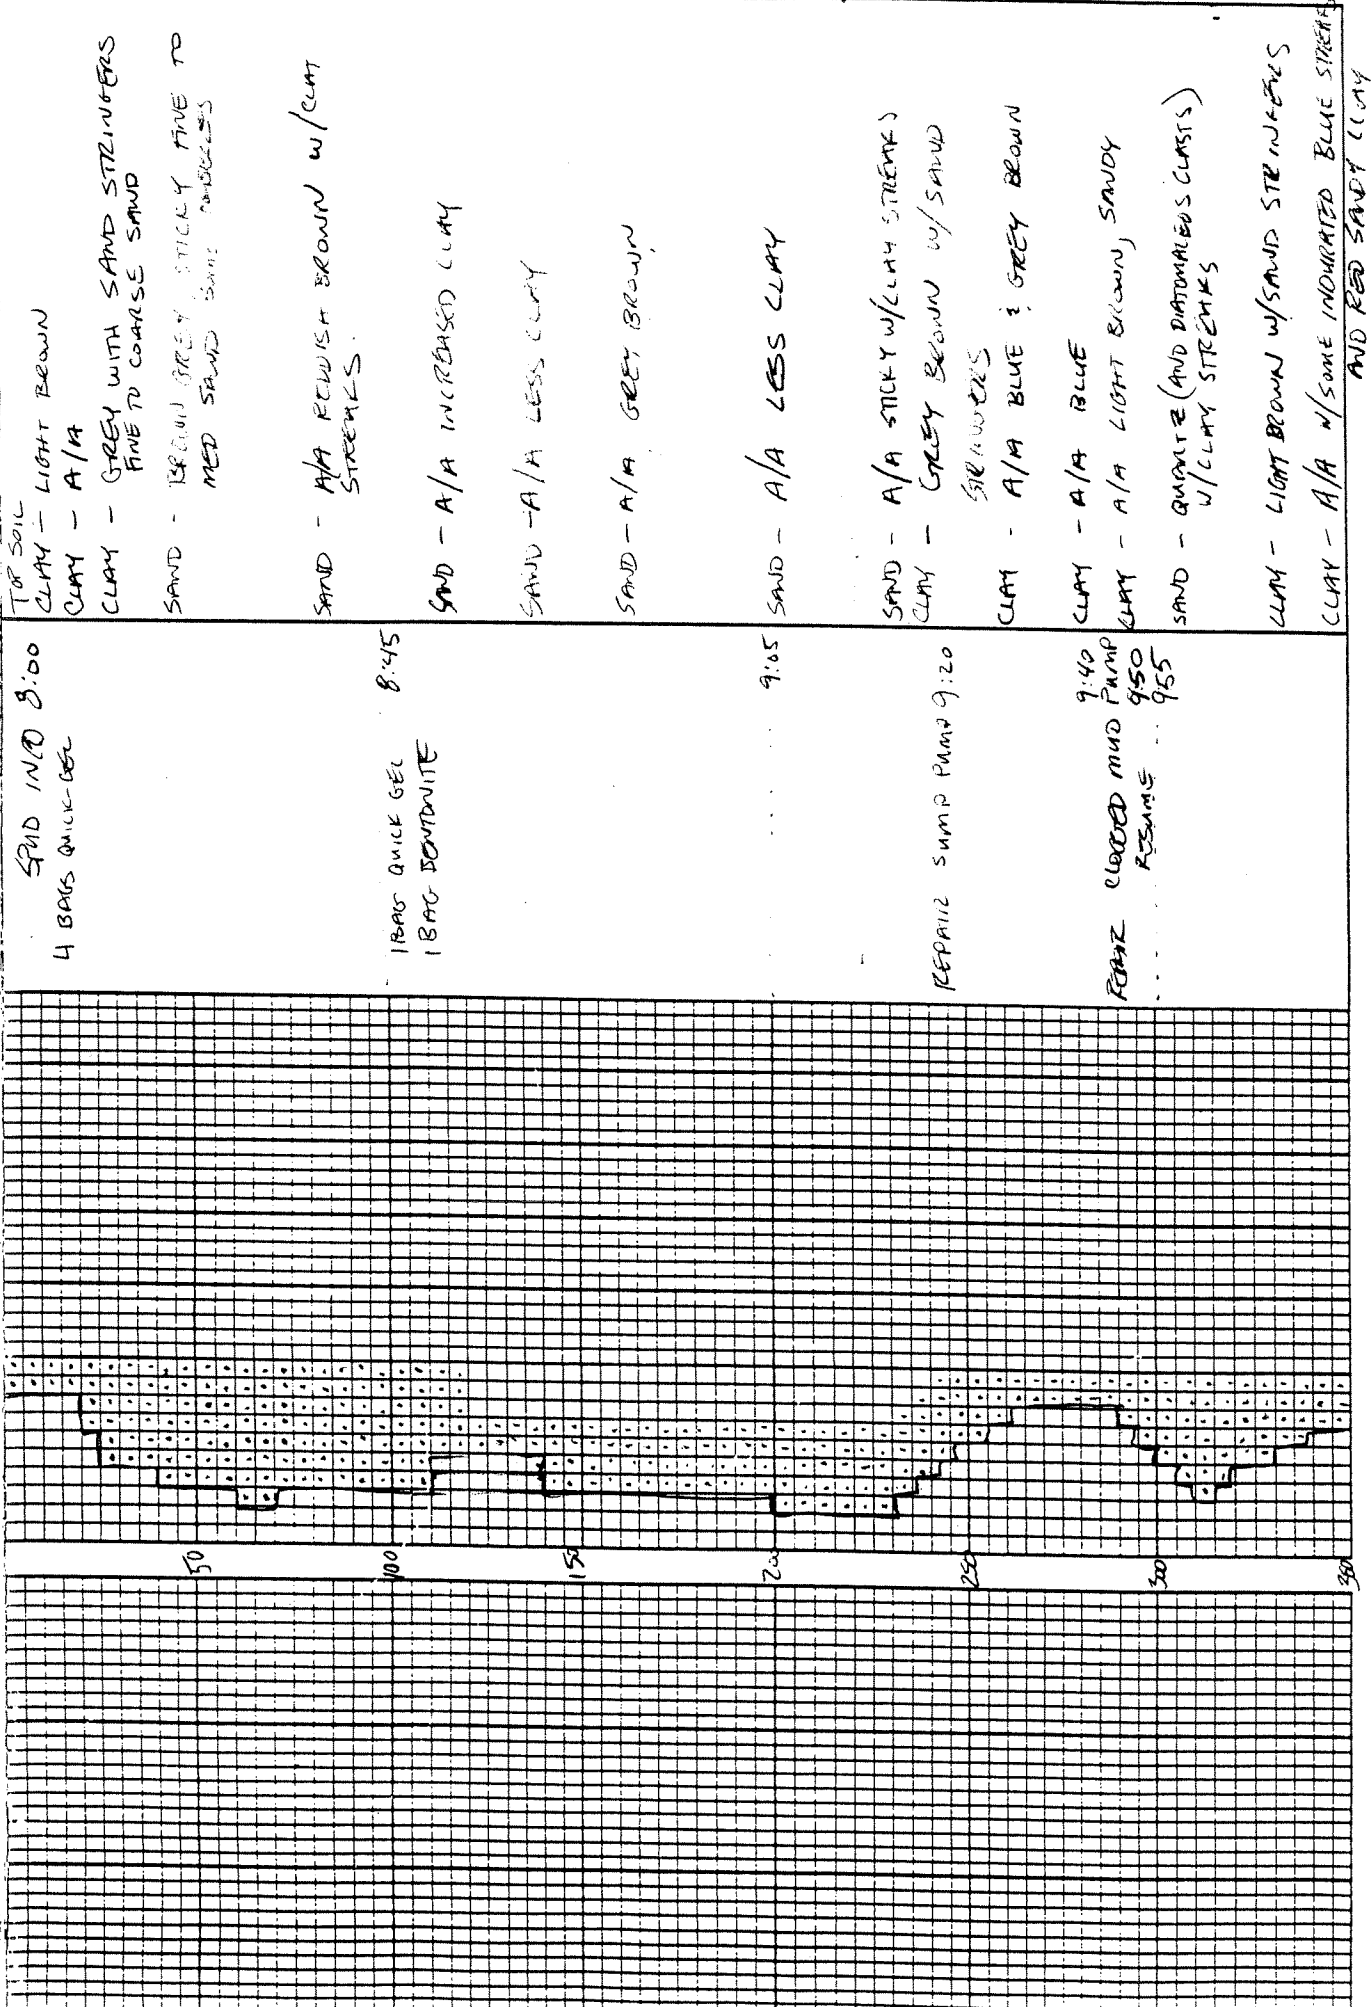 TOP SOIL
CLAY - LIGHT BROWN
CLAY - A/A
CLAY - GREY WITH SAND STRINGERS
FINE TO COARSE SAND
SAND - BROWN GREY STICKY FINE TO
MED SAND SOME
SAND - A/A REDISH BROWN W/CLAY
STREAKS.
SAND - A/A INCREASED CLAY
SAND - A/A LESS CLAY
SAND - A/A GREY BROWN
SAND - A/A LESS CLAY
SAND - A/A STICKY W/CLAY STREAKS
CLAY - GREY BROWN W/ SAND
STRINGERS
CLAY - A/A BLUE & GREY BROWN
CLAY - A/A BLUE
CLAY - A/A LIGHT BROWN, SANDY
SAND - QUARTZ (AND DIATOMACEOUS CLASTS)
W/CLAY STREAKS
CLAY - LIGHT BROWN W/SAND STRINGERS
CLAY - A/A W/SOME INDURATED BLUE STREAKS
AND RED SANDY CLAY
SPUD IN @ 8:00
4 BAGS QUICK-GEL
8:45
1 BAG QUICK GEL
1 BAG BENTONITE
9:05
REPAIR SUMP PUMP 9:20
9:40
REPAIR CLOGGED MUD PUMP
9:50
RESUME 955
50
100
150
200
250
300
350